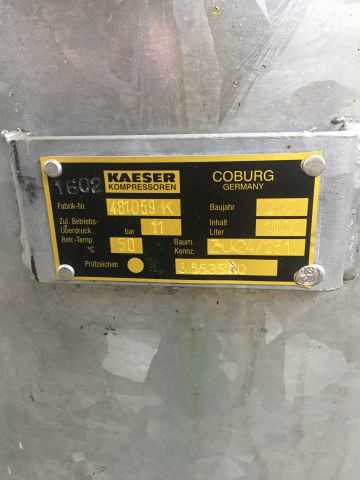 1602 KAESER KOMPRESSOREN COBURG GERMANY
Fabrik-Nr. 481059 K Baujahr
Zul. Betriebs-Überdruck bar 11 Inhalt Liter
Betr.-Temp. °C 50 Baum. Kennz.
Prüfzeichen